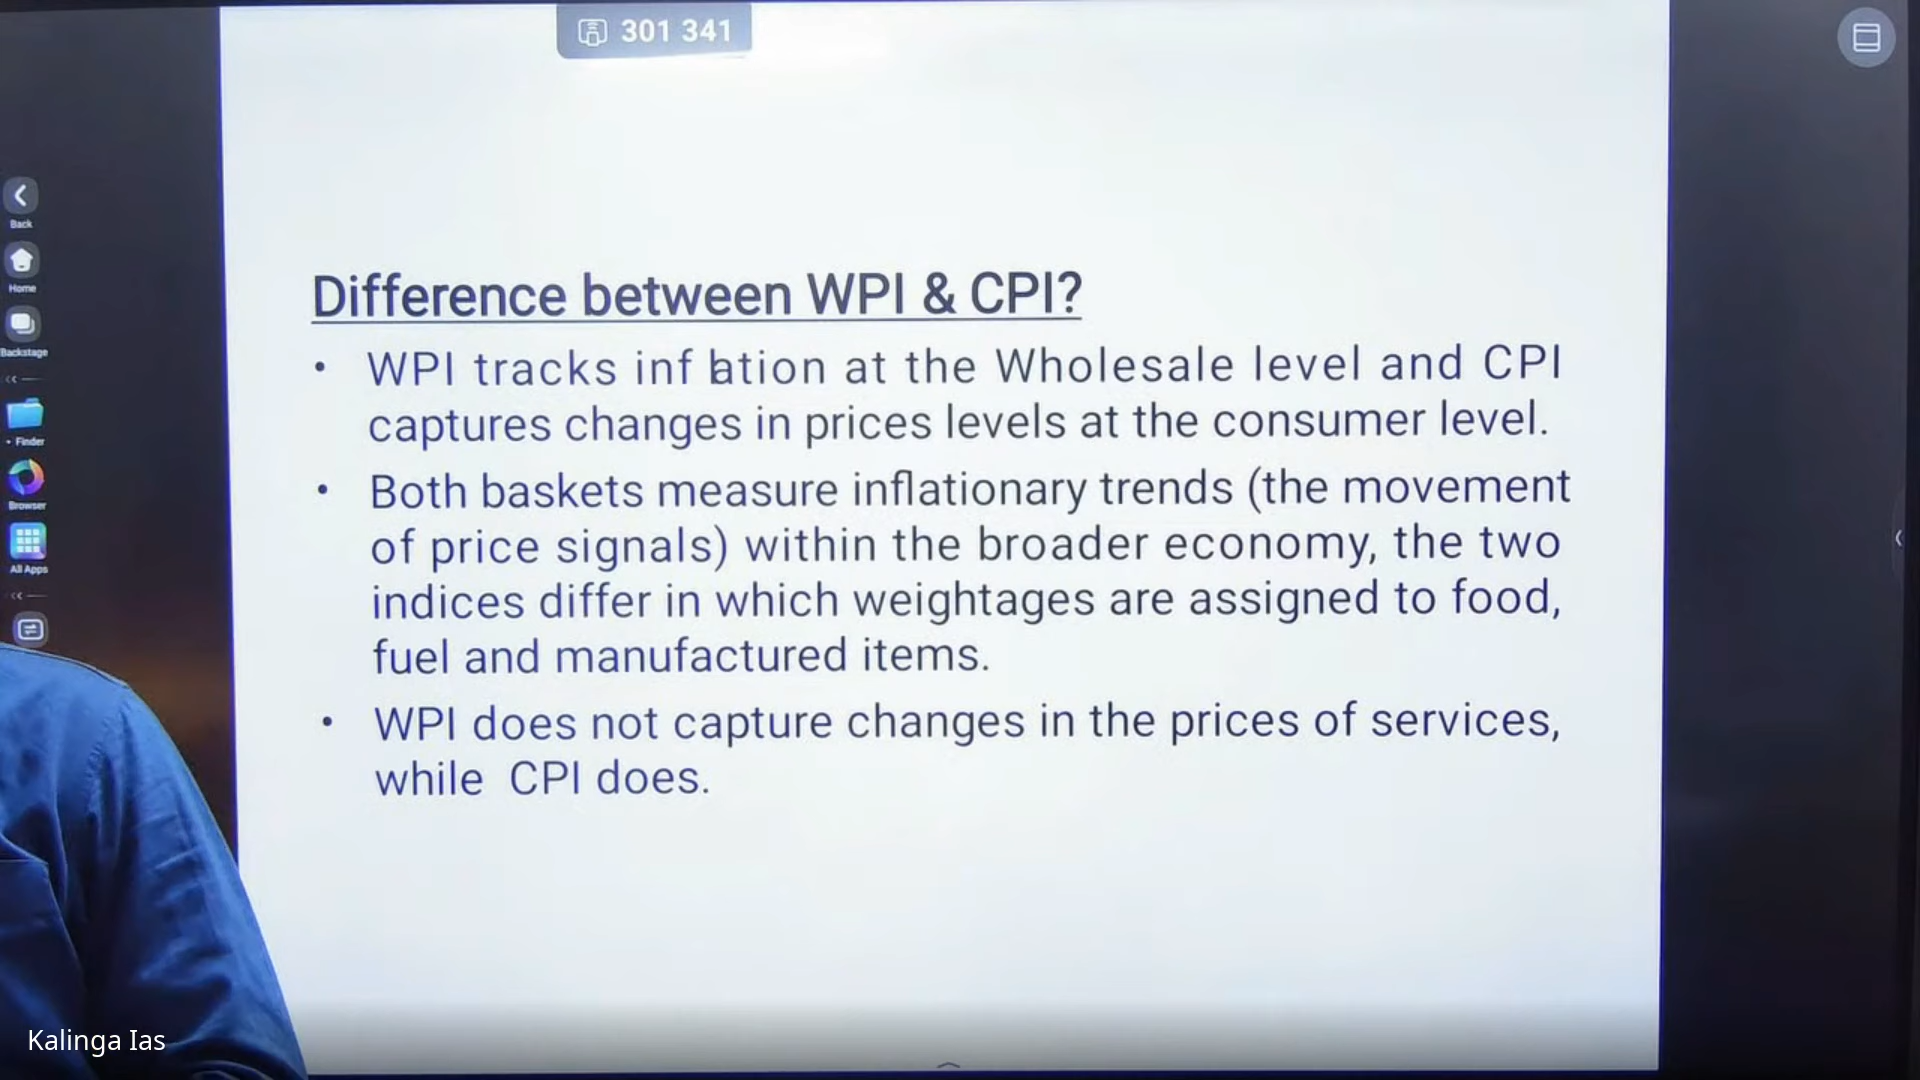 301 341
Difference between WPI & CPI?
• WPI tracks inflation at the Wholesale level and CPI
captures changes in prices levels at the consumer level.
• Both baskets measure inflationary trends (the movement
of price signals) within the broader economy, the two
indices differ in which weightages are assigned to food,
fuel and manufactured items.
• WPI does not capture changes in the prices of services,
while CPI does.
Back
Home
Backstage
Finder
Browser
All Apps
Kalinga Ias